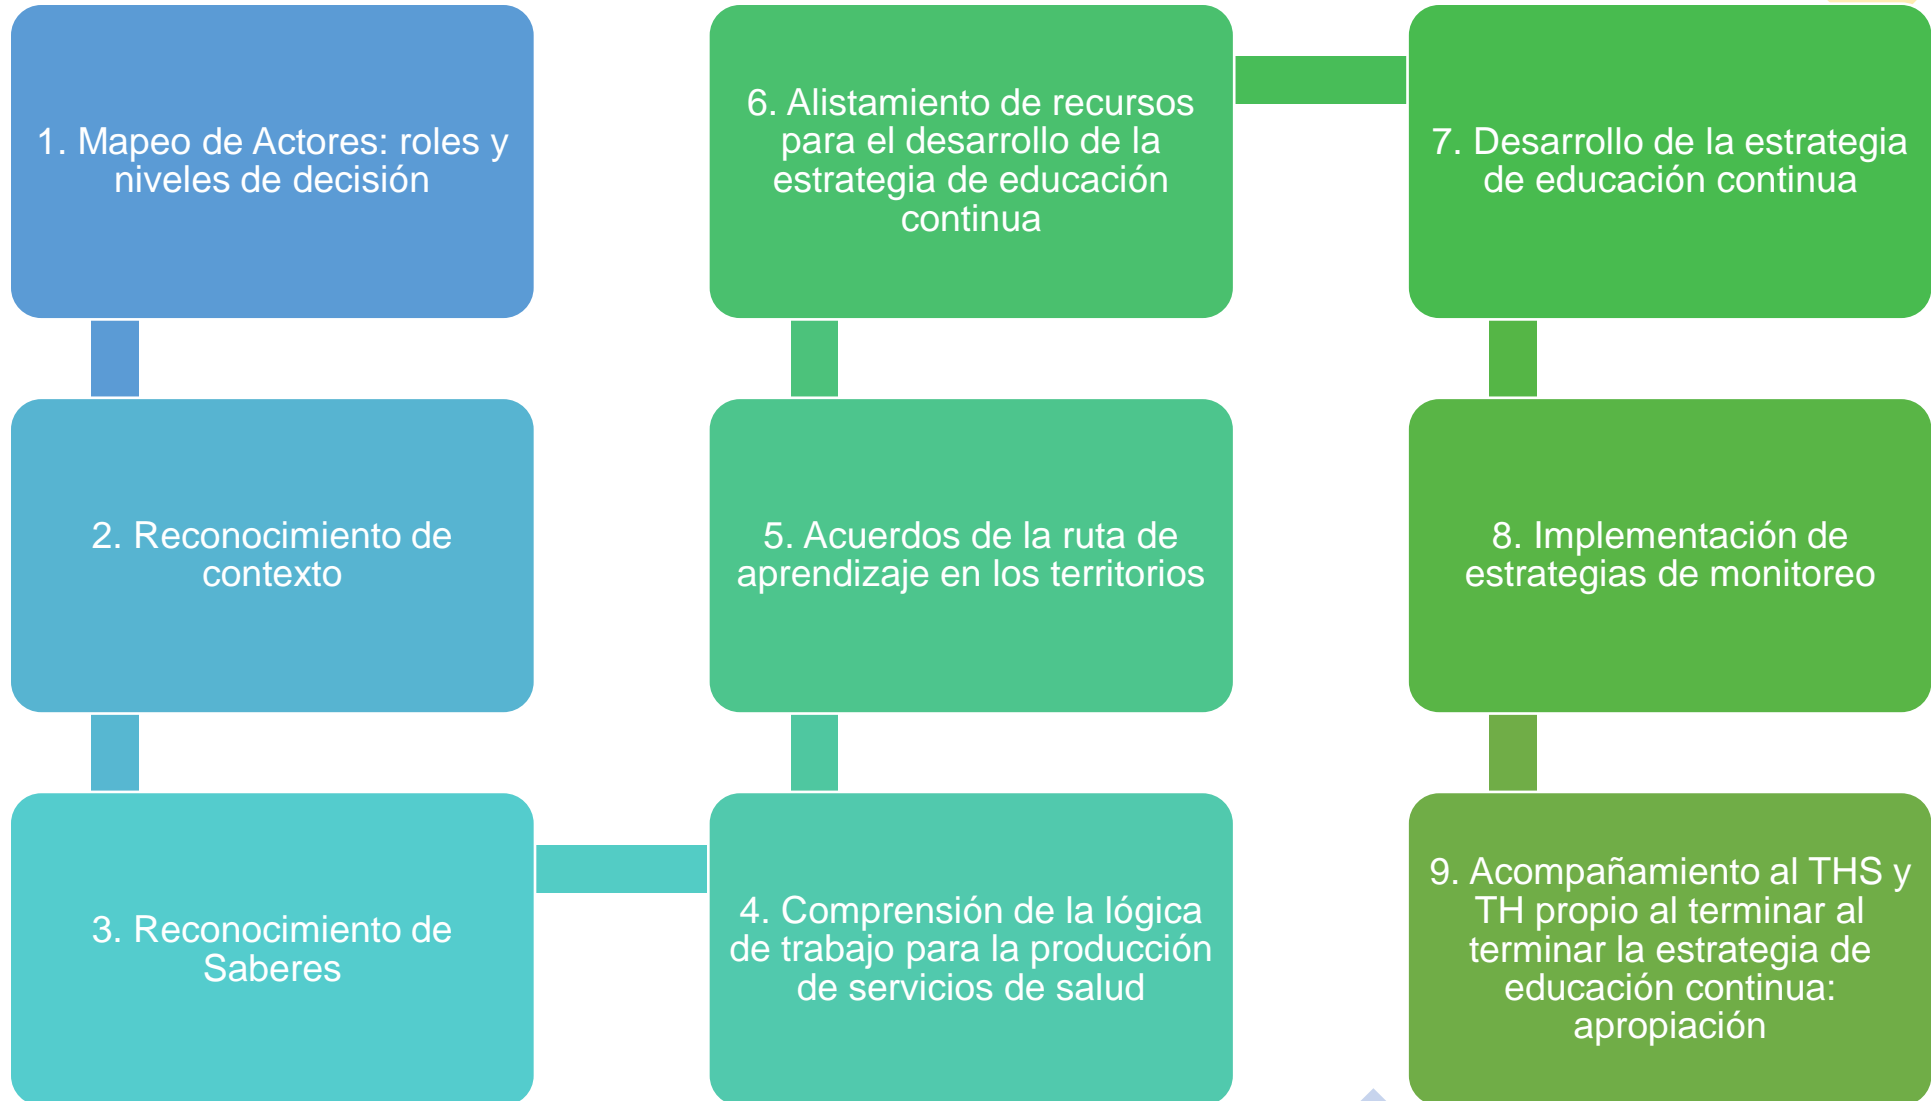 1. Mapeo de Actores: roles y
niveles de decisión
2. Reconocimiento de
contexto
3. Reconocimiento de
Saberes
4. Comprensión de la lógica
de trabajo para la producción
de servicios de salud
5. Acuerdos de la ruta de
aprendizaje en los territorios
6. Alistamiento de recursos
para el desarrollo de la
estrategia de educación
continua
7. Desarrollo de la estrategia
de educación continua
8. Implementación de
estrategias de monitoreo
9. Acompañamiento al THS y
TH propio al terminar al
terminar la estrategia de
educación continua:
apropiación